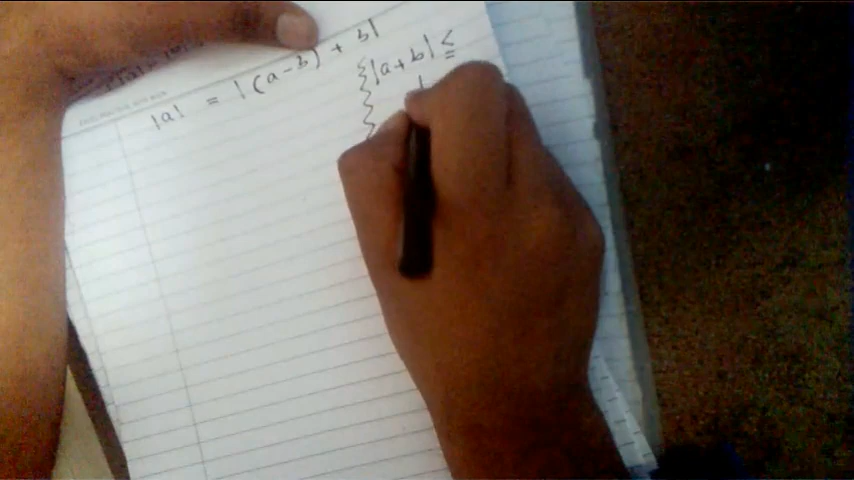 |a| = |(a-b) + b|
|a+b| ≤